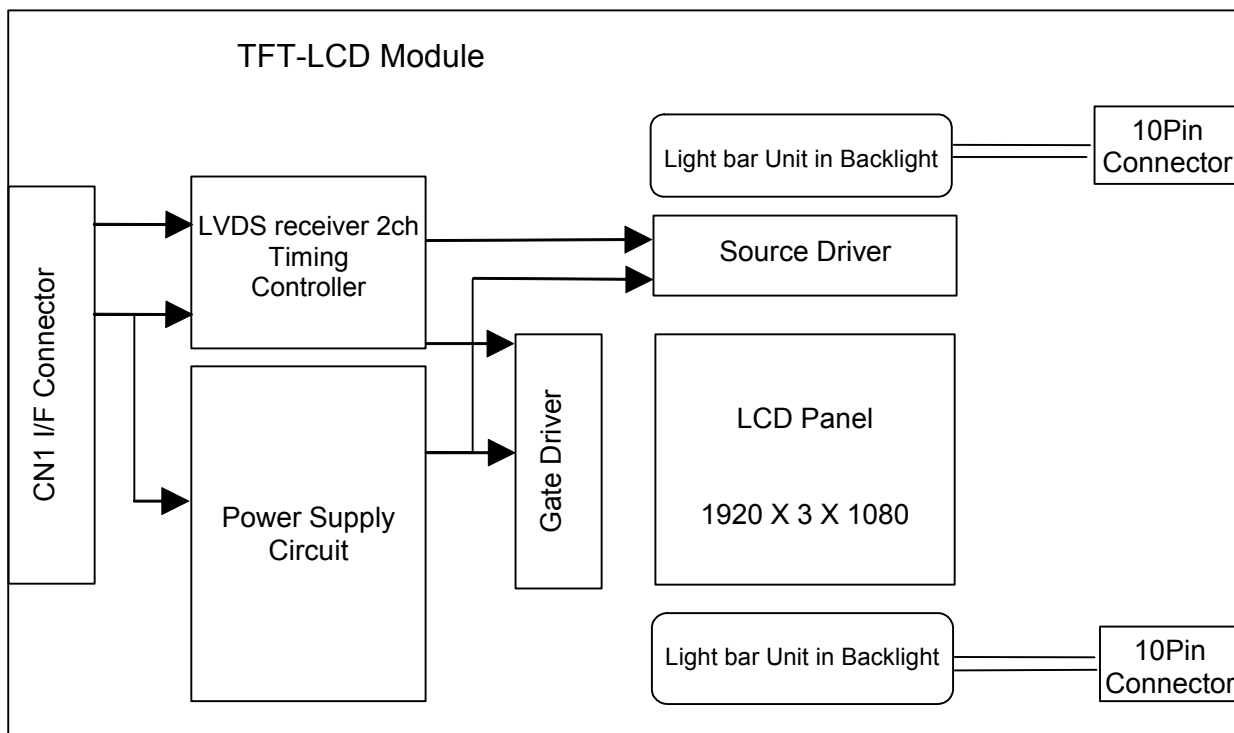 TFT-LCD Module
Light bar Unit in Backlight
10Pin
Connector
CN1 I/F Connector
LVDS receiver 2ch
Timing
Controller
Source Driver
Power Supply
Circuit
Gate Driver
LCD Panel
1920 X 3 X 1080
Light bar Unit in Backlight
10Pin
Connector